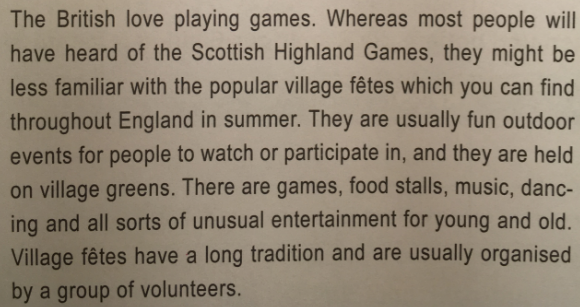 The British love playing games. Whereas most people will
have heard of the Scottish Highland Games, they might be
less familiar with the popular village fêtes which you can find
throughout England in summer. They are usually fun outdoor
events for people to watch or participate in, and they are held
on village greens. There are games, food stalls, music, danc-
ing and all sorts of unusual entertainment for young and old.
Village fêtes have a long tradition and are usually organised
by a group of volunteers.